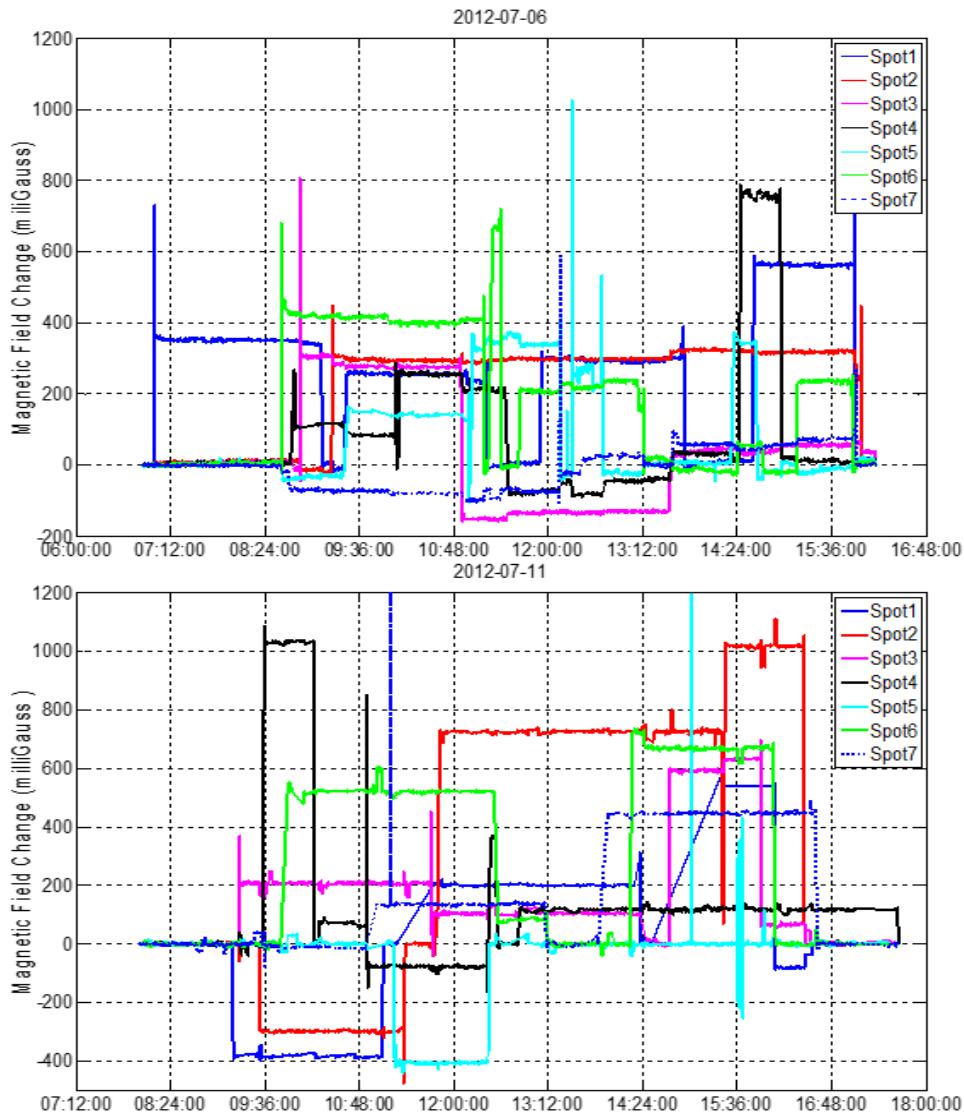 2012-07-06
1200
1000
800
600
400
200
0
-200
Magnetic Field Change (miliGauss)
Spot1
Spot2
Spot3
Spot4
Spot5
Spot6
Spot7
06:00:00 07:12:00 08:24:00 09:36:00 10:48:00 12:00:00 13:12:00 14:24:00 15:36:00 16:48:00
2012-07-11
1200
1000
800
600
400
200
0
-200
-400
Magnetic Field Change (milliGauss)
Spot1
Spot2
Spot3
Spot4
Spot5
Spot6
Spot7
07:12:00 08:24:00 09:36:00 10:48:00 12:00:00 13:12:00 14:24:00 15:36:00 16:48:00 18:00:00